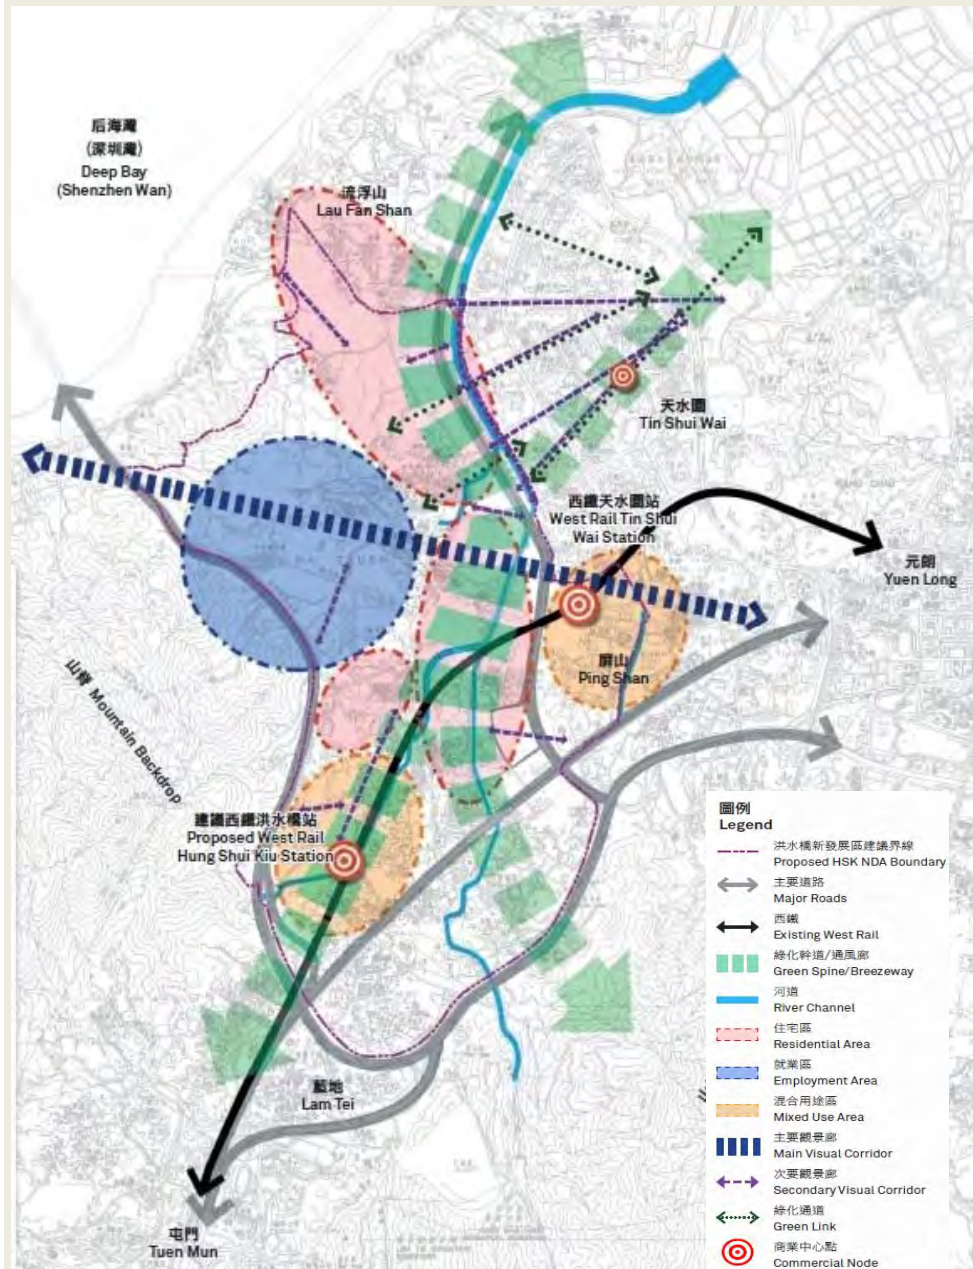 后海灣
(深圳灣)
Deep Bay
(Shenzhen Wan)
流浮山
Lau Fan Shan
天水圍
Tin Shui Wai
西鐵天水圍站
West Rail Tin Shui
Wai Station
元朗
Yuen Long
屏山
Ping Shan
山脊 Mountain Backdrop
建議西鐵洪水橋站
Proposed West Rail
Hung Shui Kiu Station
藍地
Lam Tei
屯門
Tuen Mun
圖例
Legend
洪水橋新發展區建議界線
Proposed HSK NDA Boundary
主要道路
Major Roads
西鐵
Existing West Rail
綠化幹道/通風廊
Green Spine/Breezeway
河道
River Channel
住宅區
Residential Area
就業區
Employment Area
混合用途區
Mixed Use Area
主要觀景廊
Main Visual Corridor
次要觀景廊
Secondary Visual Corridor
綠化通道
Green Link
商業中心點
Commercial Node